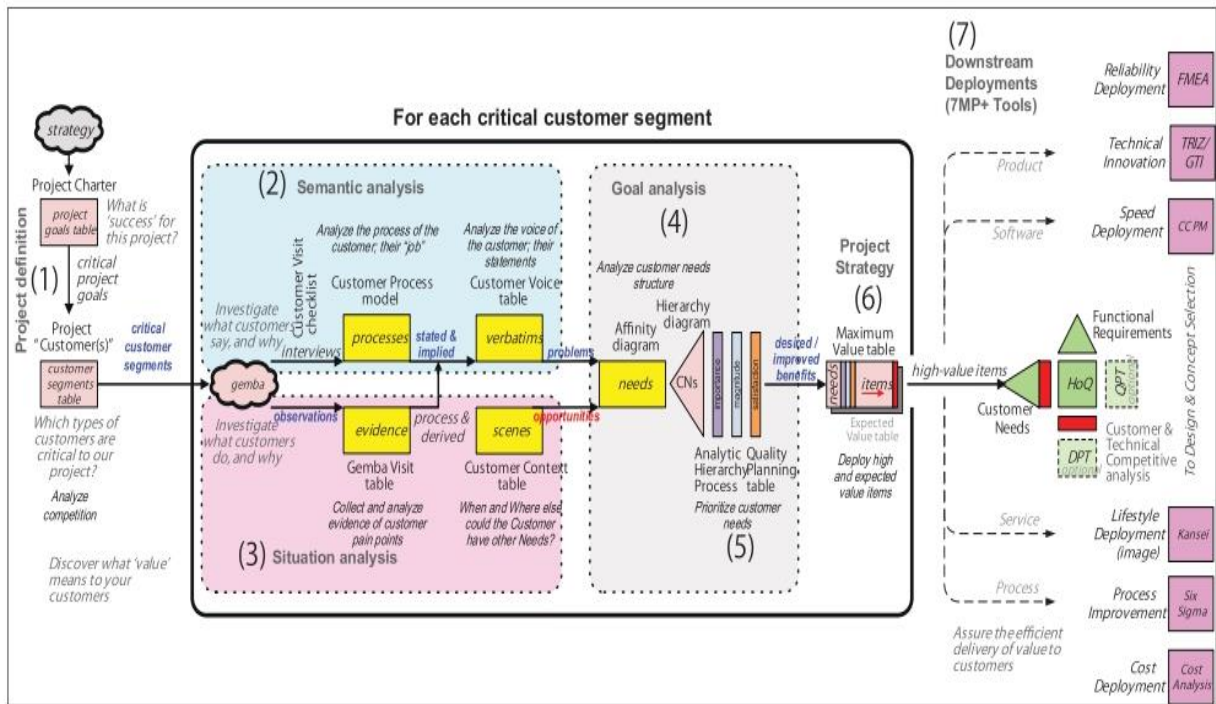 (7)
Downstream
Deployments
(7MP+ Tools)
Reliability
Deployment
FMEA
For each critical customer segment
strategy
Project definition
(1)
Project Charter
project
goals table
What is
'success' for
this project?
critical
project
goals
Project
"Customer(s)"
customer
segments
table
critical
customer
segments
Which types of
customers are
critical to our
project?
Analyze
competition
Discover what 'value'
means to your
customers
(2) Semantic analysis
Analyze the process of the
customer; their "job"
Analyze the voice of
the customer; their
statements
Customer Visit
checklist
Customer Process
model
Customer Voice
table
Investigate
what customers
say, and why
interviews
processes
stated &
implied
verbatims
problems
gemba
observations
Investigate
what customers
do, and why
evidence
process &
derived
scenes
opportunities
Gemba Visit
table
Customer Context
table
Collect and analyze
evidence of customer
pain points
When and Where else
could the Customer
have other Needs?
(3) Situation analysis
Goal analysis
(4)
Analyze customer needs
structure
Affinity
diagram
Hierarchy
diagram
needs
CNs
importance
magnitude
satisfaction
desired /
improved
benefits
Analytic
Hierarchy
Process
Quality
Planning
table
Prioritize customer
needs
(5)
Project
Strategy
(6)
Maximum
Value table
needs
items
Expected
Value table
Deploy high
and expected
value items
high-value items
Product
Technical
Innovation
TRIZ/
GTI
Software
Speed
Deployment
CC PM
Functional
Requirements
Customer
Needs
HoQ
QPT
optional
Customer &
Technical
Competitive
analysis
DPT
optional
To Design & Concept Selection
Service
Lifestyle
Deployment
(image)
Kansei
Process
Process
Improvement
Six
Sigma
Assure the efficient
delivery of value to
customers
Cost
Deployment
Cost
Analysis